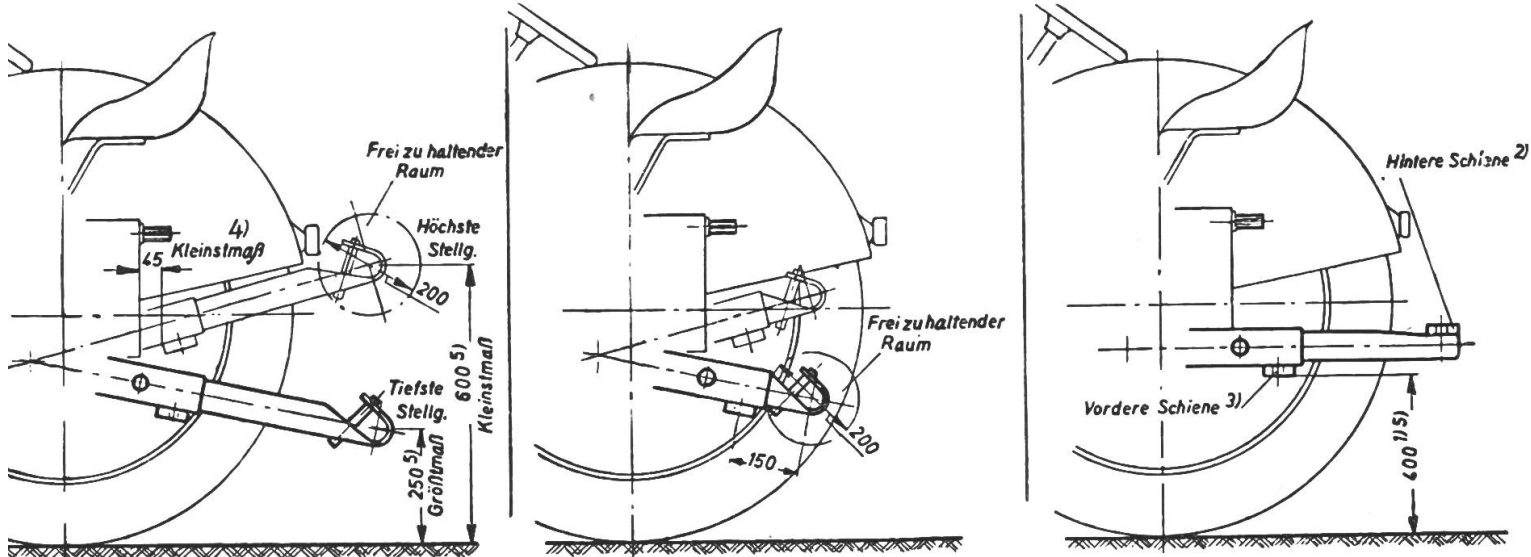 Frei zu haltender
Raum
Höchste
Stellg.
4)
Kleinstmaß
45
200
600 5)
Kleinstmaß
Tiefste
Stellg.
250 5)
Größtmaß
Frei zu haltender
Raum
200
150
Hintere Schiene 2)
Vordere Schiene 3)
400 1) 5)